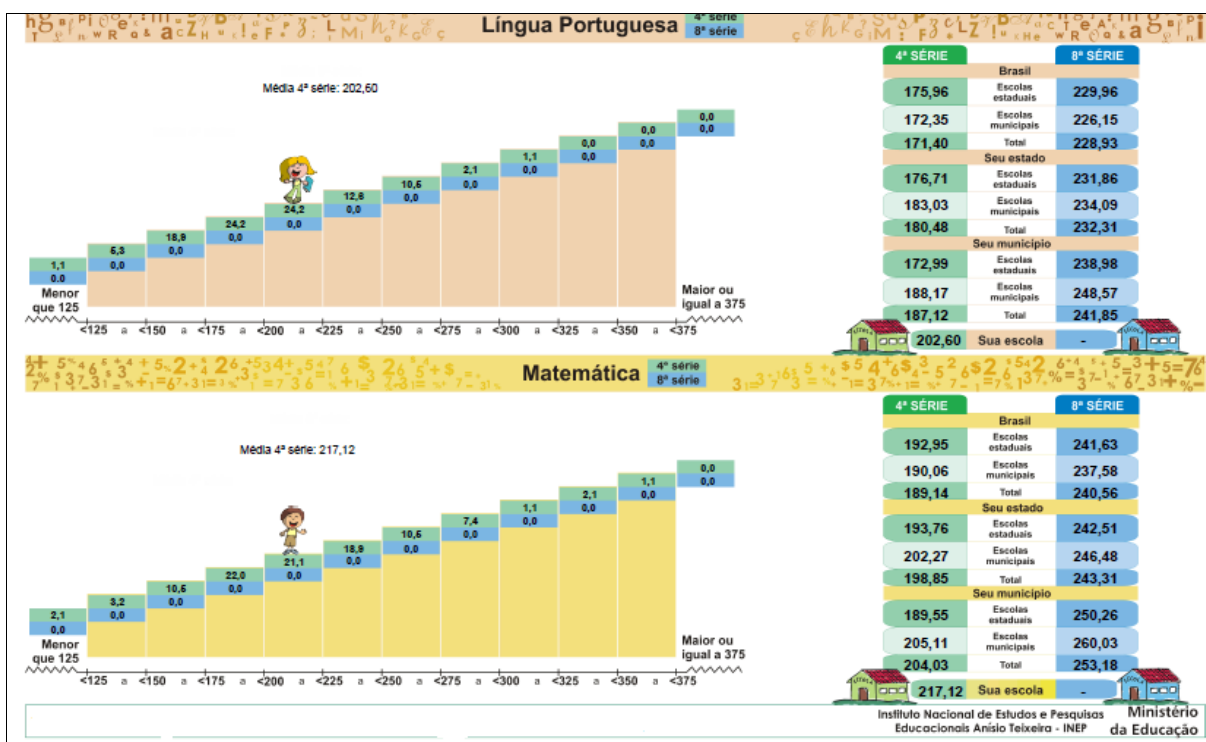 Língua Portuguesa
4ª série
8ª série
Média 4ª série: 202,60
0,0
0,0
0,0
0,0
0,0
0,0
1,1
0,0
2,1
0,0
10,5
0,0
12,6
0,0
24,2
0,0
24,2
0,0
18,9
0,0
5,3
0,0
1,1
0.0
Menor
que 125
Maior ou
igual a 375
<125 a <150 a <175 a <200 a <225 a <250 a <275 a <300 a <325 a <350 a <375
4ª SÉRIE 8ª SÉRIE
Brasil
175,96 Escolas estaduais 229,96
172,35 Escolas municipais 226,15
171,40 Total 228,93
Seu estado
176,71 Escolas estaduais 231,86
183,03 Escolas municipais 234,09
180,48 Total 232,31
Seu município
172,99 Escolas estaduais 238,98
188,17 Escolas municipais 248,57
187,12 Total 241,85
202,60 Sua escola -
Matemática
4ª série
8ª série
Média 4ª série: 217,12
0,0
0,0
1,1
0,0
2,1
0,0
1,1
0,0
7,4
0,0
10,5
0,0
18,9
0,0
21,1
0,0
22,0
0,0
10,5
0,0
3,2
0,0
2,1
0,0
Menor
que 125
Maior ou
igual a 375
<125 a <150 a <175 a <200 a <225 a <250 a <275 a <300 a <325 a <350 a <375
4ª SÉRIE 8ª SÉRIE
Brasil
192,95 Escolas estaduais 241,63
190,06 Escolas municipais 237,58
189,14 Total 240,56
Seu estado
193,76 Escolas estaduais 242,51
202,27 Escolas municipais 246,48
198,85 Total 243,31
Seu município
189,55 Escolas estaduais 250,26
205,11 Escolas municipais 260,03
204,03 Total 253,18
217,12 Sua escola -
Instituto Nacional de Estudos e Pesquisas
Educacionais Anísio Teixeira - INEP
Ministério
da Educação